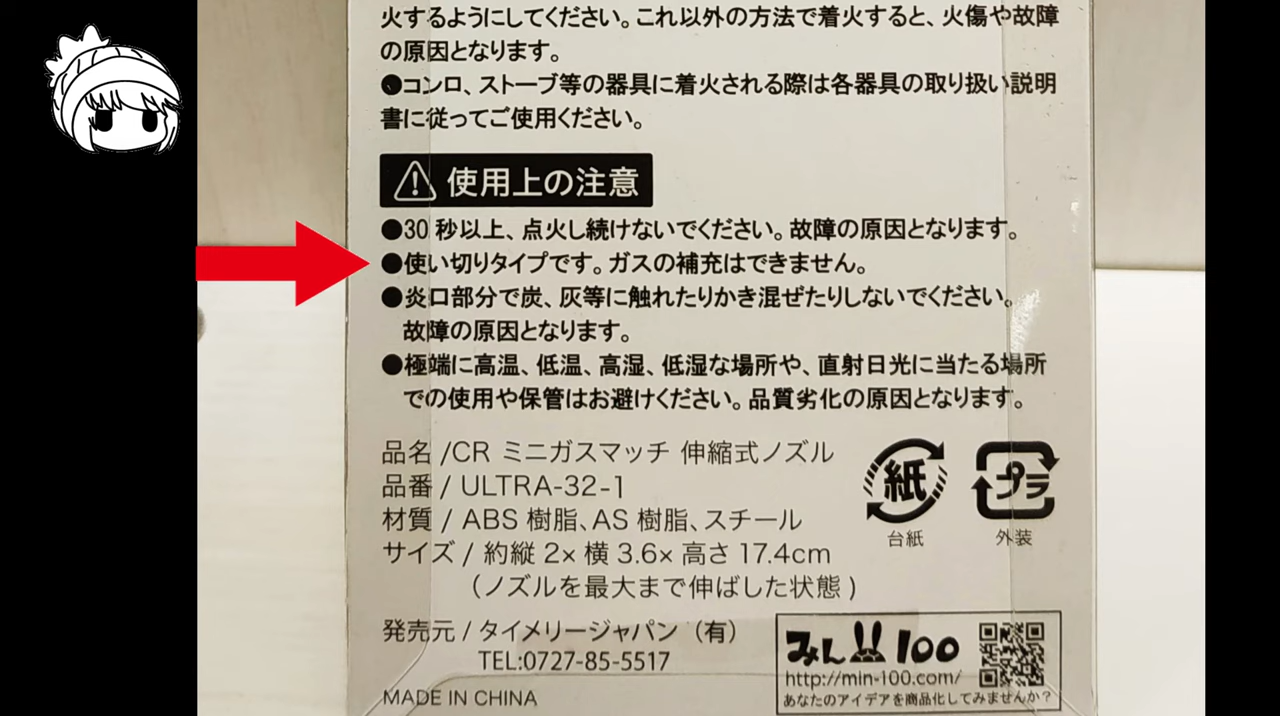 火するようにしてください。これ以外の方法で着火すると、火傷や故障
の原因となります。
●コンロ、ストーブ等の器具に着火される際は各器具の取り扱い説明
書に従ってご使用ください。
使用上の注意
●30 秒以上、点火し続けないでください。故障の原因となります。
●使い切りタイプです。ガスの補充はできません。
●炎口部分で炭、灰等に触れたりかき混ぜたりしないでください。
故障の原因となります。
●極端に高温、低温、高湿、低湿な場所や、直射日光に当たる場所
での使用や保管はお避けください。品質劣化の原因となります。
品名 /CR ミニガスマッチ 伸縮式ノズル
品番 / ULTRA-32-1
材質 / ABS 樹脂、AS 樹脂、スチール
サイズ / 約縦 2× 横 3.6× 高さ 17.4cm
（ノズルを最大まで伸ばした状態 )
紙
台紙
プラ
外装
発売元 / タイメリージャパン（有）
TEL:0727-85-5517
MADE IN CHINA
みん100
http://min-100.com/
あなたのアイデアを商品化してみませんか？